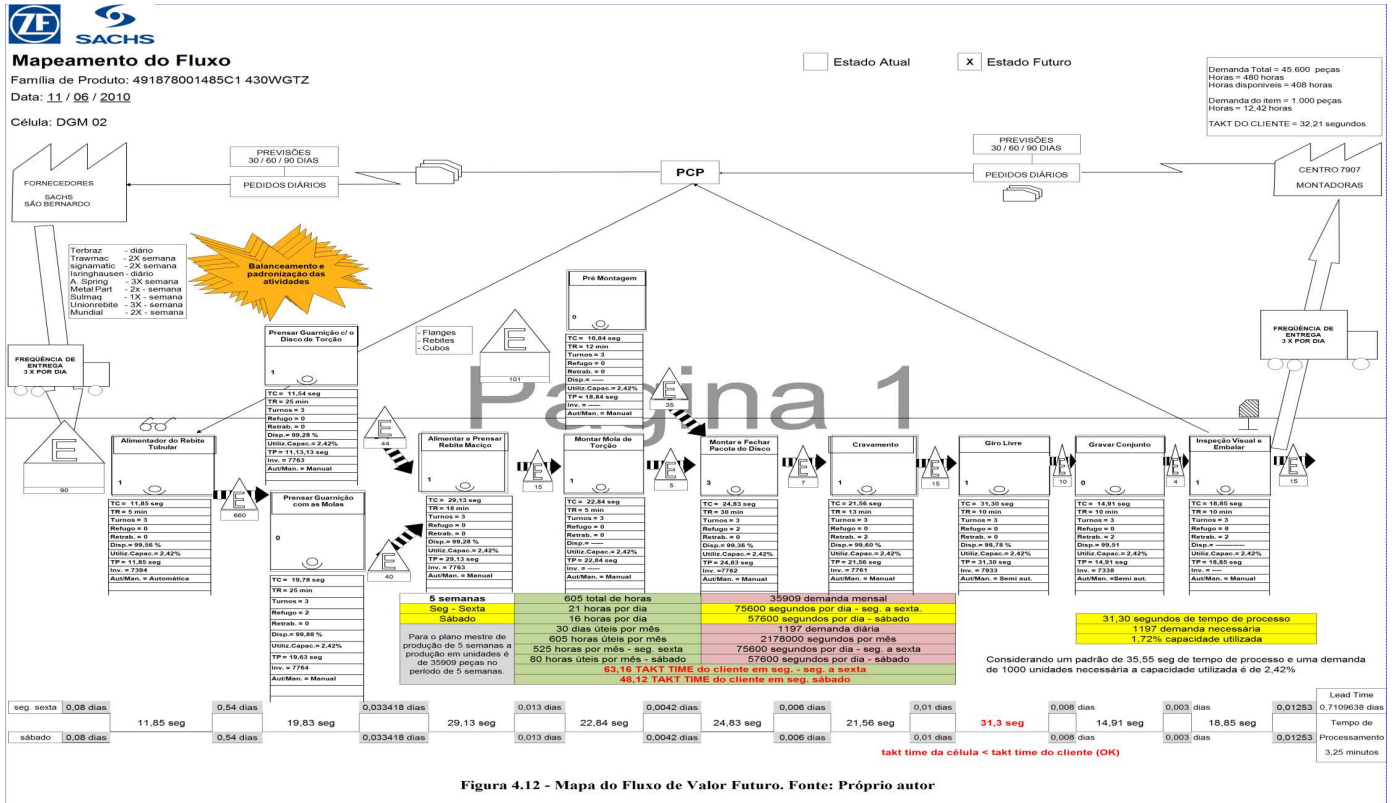 ZF
SACHS
Mapeamento do Fluxo
Família de Produto: 491878001485C1 430WGTZ
Data: 11 / 06 / 2010
Célula: DGM 02
Estado Atual
X Estado Futuro
Demanda Total = 45.600 peças
Horas = 480 horas
Horas disponiveis = 408 horas
Demanda do item = 1.000 peças
Horas = 12,42 horas
TAKT DO CLIENTE = 32,21 segundos
FORNECEDORES
SACHS
SÃO BERNARDO
PREVISÕES
30 / 60 / 90 DIAS
PEDIDOS DIÁRIOS
PCP
PREVISÕES
30 / 60 / 90 DIAS
PEDIDOS DIÁRIOS
CENTRO 7907
MONTADORAS
Terbraz - diário
Trawmac - 2X semana
signamatic - 2X semana
Isringhausen - diário
A. Spring - 3X semana
Metal Part - 2x - semana
Sulmaq - 1X - semana
Unionrebite - 3X - semana
Mundial - 2X - semana
Balanceamento e
padronização das
atividades
FREQÜÊNCIA DE
ENTREGA
3 X POR DIA
FREQÜÊNCIA DE
ENTREGA
3 X POR DIA
- Flanges
- Rebites
- Cubos
E
101
Pré Montagem
0
TC = 18,84 seg
TR = 12 min
Turnos = 3
Refugo = 0
Retrab. = 0
Disp.= -----
Utiliz.Capac.= 2,42%
TP = 18,84 seg
Inv. = -----
Aut/Man. = Manual
E
35
Prensar Guarnição c/ o
Disco de Torção
1
TC = 11,54 seg
TR = 25 min
Turnos = 3
Refugo = 0
Retrab. = 0
Disp.= 99,28 %
Utiliz.Capac.= 2,42%
TP = 11,13,13 seg
Inv. = 7763
Aut/Man. = Manual
E
44
Pagina 1
E
90
Alimentador do Rebite
Tubular
1
TC = 11,85 seg
TR = 5 min
Turnos = 3
Refugo = 0
Retrab. = 0
Disp.= 99,56 %
Utiliz.Capac.= 2,42%
TP = 11,85 seg
Inv. = 7394
Aut/Man. = Automática
E
660
Prensar Guarnição
com as Molas
0
TC = 19,78 seg
TR = 25 min
Turnos = 3
Refugo = 2
Retrab. = 0
Disp.= 99,88 %
Utiliz.Capac.= 2,42%
TP = 19,63 seg
Inv. = 7764
Aut/Man. = Manual
E
40
Alimentar e Prensar
Rebite Maciço
1
TC = 29,13 seg
TR = 18 min
Turnos = 3
Refugo = 0
Retrab. = 0
Disp.= 99,28 %
Utiliz.Capac.= 2,42%
TP = 29,13 seg
Inv. = 7763
Aut/Man. = Manual
E
15
Montar Mola de
Torção
1
TC = 22,84 seg
TR = 5 min
Turnos = 3
Refugo = 0
Retrab. = 0
Disp.= -----
Utiliz.Capac.= 2,42%
TP = 22,84 seg
Inv. = -----
Aut/Man. = Manual
E
5
Montar e Fechar
Pacote do Disco
3
TC = 24,83 seg
TR = 30 min
Turnos = 3
Refugo = 2
Retrab. = 0
Disp.= 99,36 %
Utiliz.Capac.= 2,42%
TP = 24,83 seg
Inv. =7762
Aut/Man. = Manual
E
7
Cravamento
1
TC = 21,56 seg
TR = 13 min
Turnos = 3
Refugo = 0
Retrab. = 2
Disp.= 99,60 %
Utiliz.Capac.= 2,42%
TP = 21,56 seg
Inv. = 7761
Aut/Man. = Manual
E
15
Giro Livre
1
TC = 31,30 seg
TR = 10 min
Turnos = 3
Refugo = 0
Retrab. = 0
Disp.= 98,78 %
Utiliz.Capac.= 2,42%
TP = 31,30 seg
Inv. = 7933
Aut/Man. = Semi aut.
E
10
Gravar Conjunto
0
TC = 14,91 seg
TR = 10 min
Turnos = 3
Refugo = 0
Retrab. = 2
Disp.= 99,51
Utiliz.Capac.= 2,42%
TP = 14,91 seg
Inv. = 7338
Aut/Man. =Semi aut.
E
4
Inspeção Visual e
Embalar
1
TC = 18,85 seg
TR = 10 min
Turnos = 3
Refugo = 8
Retrab. = 2
Utiliz.Capac.= 2,42%
TP = 18,85 seg
Inv. = ----
Aut/Man. = Manual
E
15
5 semanas 605 total de horas 35909 demanda mensal
Seg - Sexta 21 horas por dia 75600 segundos por dia - seg. a sexta.
Sábado 16 horas por dia 57600 segundos por dia - sábado
Para o plano mestre de
produção de 5 semanas a
produção em unidades é
de 35909 peças no
período de 5 semanas.
30 dias úteis por mês 1197 demanda diária
605 horas úteis por mês 2178000 segundos por mês
525 horas por mês - seg. sexta 75600 segundos por dia - seg. a sexta
80 horas úteis por mês - sábado 57600 segundos por dia - sábado
63,16 TAKT TIME do cliente em seg. - seg. a sexta
48,12 TAKT TIME do cliente em seg. sábado
31,30 segundos de tempo de processo
1197 demanda necessária
1,72% capacidade utilizada
Considerando um padrão de 35,55 seg de tempo de processo e uma demanda
de 1000 unidades necessária a capacidade utilizada é de 2,42%
seg. sexta 0,08 dias 0,54 dias 0,033418 dias 0,013 dias 0,0042 dias 0,006 dias 0,01 dias 0,008 dias 0,003 dias 0,01253
Lead Time
0,7109638 dias
11,85 seg 19,83 seg 29,13 seg 22,84 seg 24,83 seg 21,56 seg 31,3 seg 14,91 seg 18,85 seg
Tempo de
Processamento
3,25 minutos
sábado 0,08 dias 0,54 dias 0,033418 dias 0,013 dias 0,0042 dias 0,006 dias 0,01 dias 0,008 dias 0,003 dias 0,01253
takt time da célula < takt time do cliente (OK)
Figura 4.12 - Mapa do Fluxo de Valor Futuro. Fonte: Próprio autor